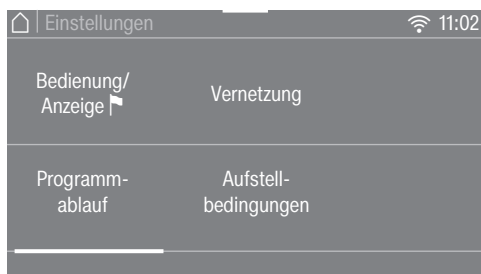 Einstellungen
11:02
Bedienung/
Anzeige
Vernetzung
Programm-
ablauf
Aufstell-
bedingungen